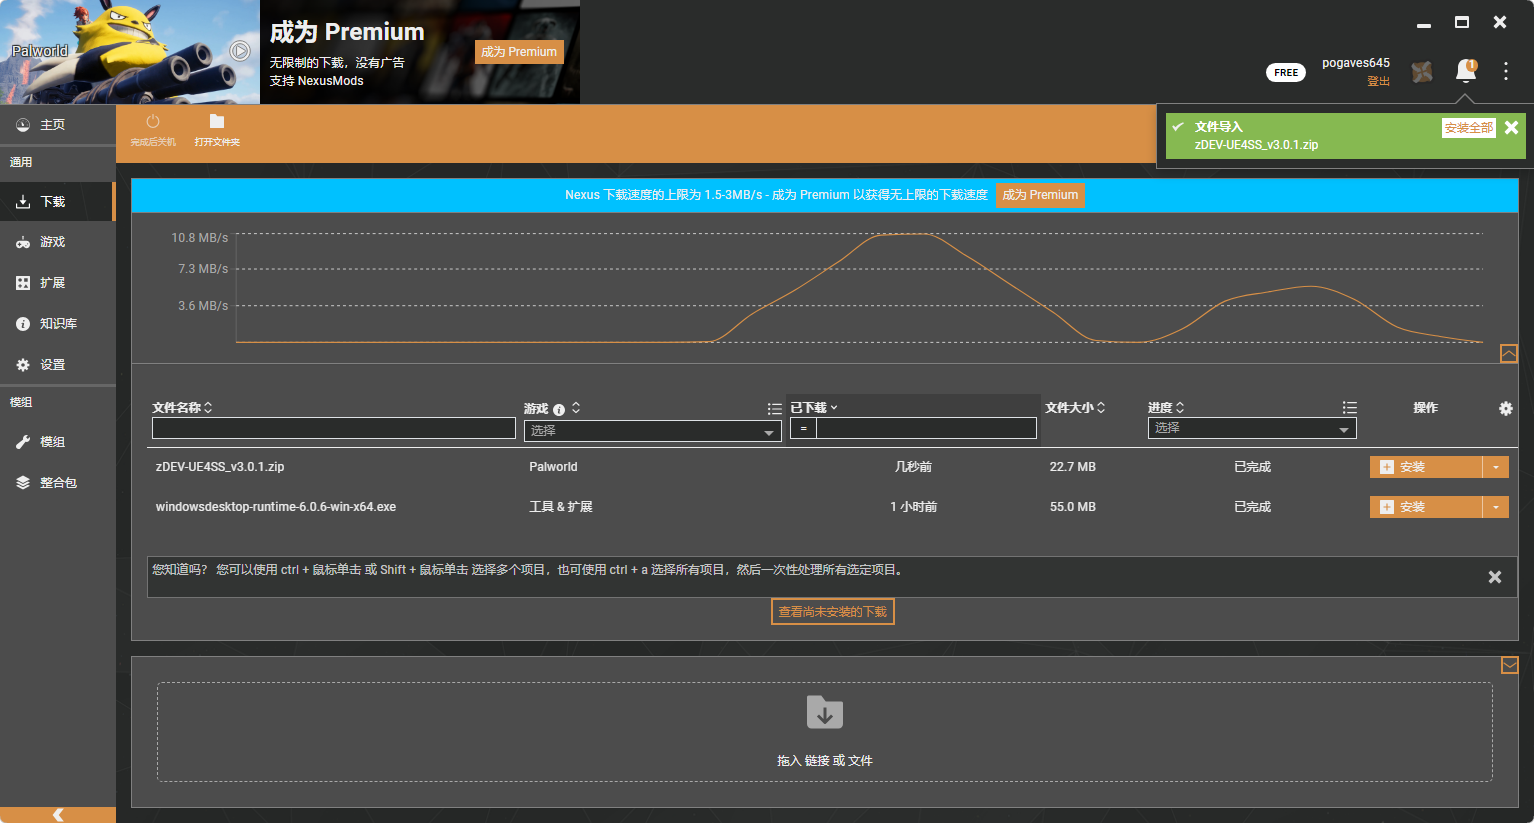 Palworld
成为 Premium
无限制的下载，没有广告
支持 NexusMods
成为 Premium
FREE
pogaves645
登出
1
主页
通用
下载
游戏
扩展
知识库
设置
模组
模组
整合包
完成后关机
打开文件夹
文件导入
zDEV-UE4SS_v3.0.1.zip
安装全部
Nexus 下载速度的上限为 1.5-3MB/s - 成为 Premium 以获得无上限的下载速度
成为 Premium
10.8 MB/s
7.3 MB/s
3.6 MB/s
文件名称
游戏
已下载
文件大小
进度
操作
选择
=
选择
zDEV-UE4SS_v3.0.1.zip Palworld 几秒前 22.7 MB 已完成 安装
windowsdesktop-runtime-6.0.6-win-x64.exe 工具 & 扩展 1 小时前 55.0 MB 已完成 安装
您知道吗？ 您可以使用 ctrl + 鼠标单击 或 Shift + 鼠标单击 选择多个项目，也可使用 ctrl + a 选择所有项目，然后一次性处理所有选定项目。
查看尚未安装的下载
拖入 链接 或 文件